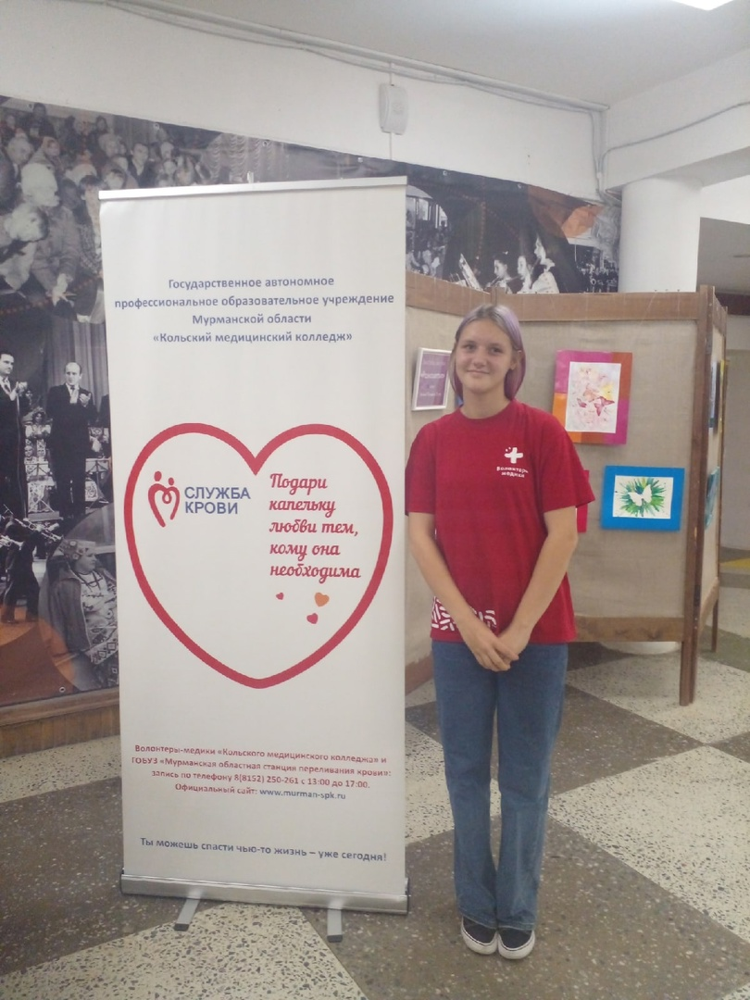 Государственное автономное
профессиональное образовательное учреждение
Мурманской области
«Кольский медицинский колледж»
СЛУЖБА
КРОВИ
Подари
капельку
любви тем,
кому она
необходима
Волонтеры-медики «Кольского медицинского колледжа» и
ГОБУЗ «Мурманская областная станция переливания крови»:
запись по телефону 8(8152) 250-261 с 13:00 до 17:00.
Официальный сайт: www.murman-spk.ru
Ты можешь спасти чью-то жизнь – уже сегодня!
Волонтеры
медики